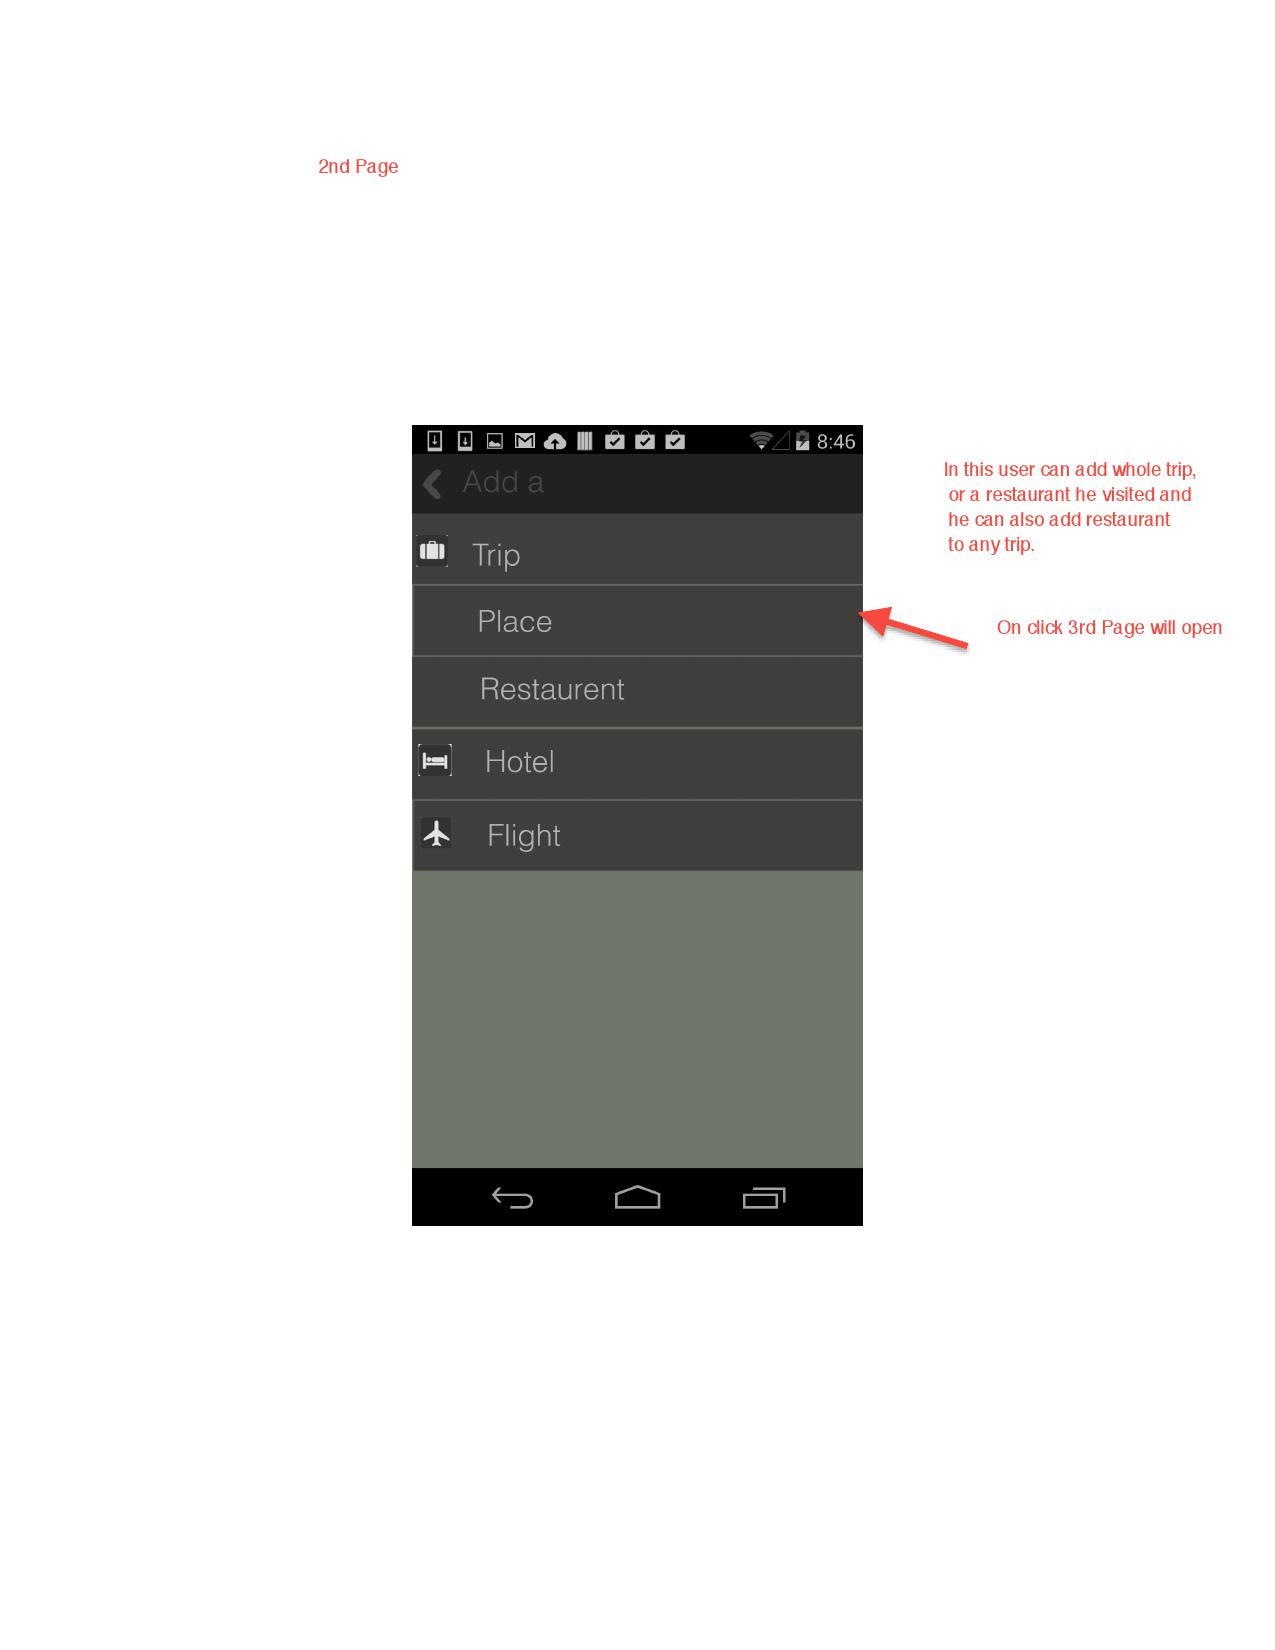 2nd Page
8:46
Add a
In this user can add whole trip,
or a restaurant he visited and
he can also add restaurant
to any trip.
Trip
Place
On click 3rd Page will open
Restaurent
Hotel
Flight